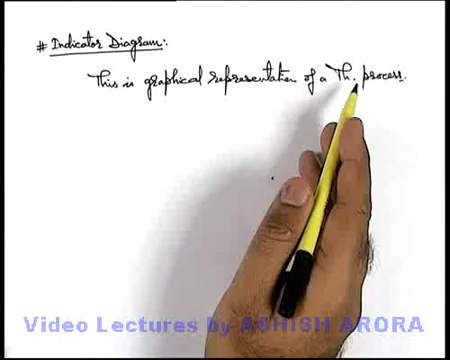 # Indicator Diagram:
This is graphical representation of a Th. process.
Video Lectures by ASHISH ARORA